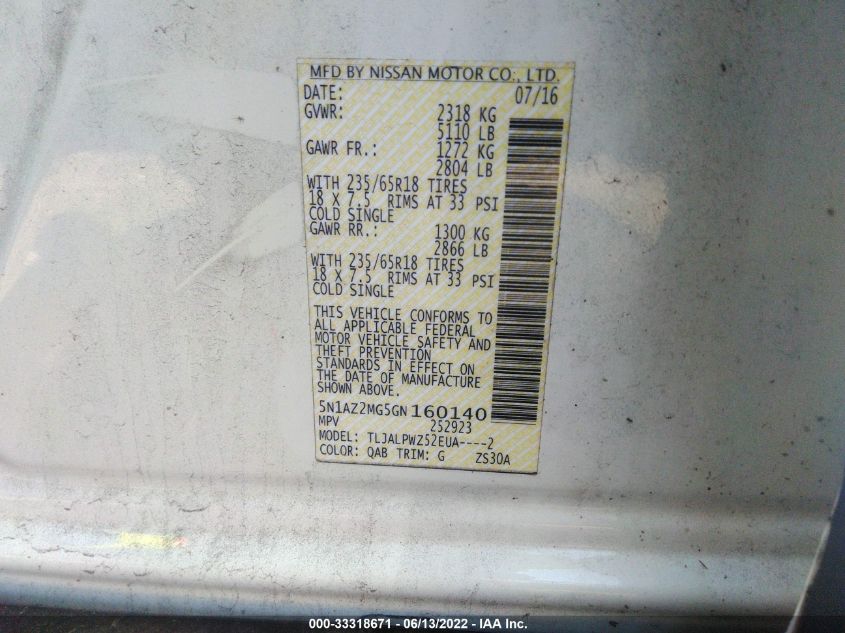 MFD BY NISSAN MOTOR CO., LTD.
DATE: 07/16
GVWR: 2318 KG
5110 LB
GAWR FR.: 1272 KG
2804 LB
WITH 235/65R18 TIRES
18 X 7.5 RIMS AT 33 PSI
COLD SINGLE
GAWR RR.: 1300 KG
2866 LB
WITH 235/65R18 TIRES
18 X 7.5 RIMS AT 33 PSI
COLD SINGLE
THIS VEHICLE CONFORMS TO
ALL APPLICABLE FEDERAL
MOTOR VEHICLE SAFETY AND
THEFT PREVENTION
STANDARDS IN EFFECT ON
THE DATE OF MANUFACTURE
SHOWN ABOVE.
5N1AZ2MG5GN160140
MPV 252923
MODEL: TLJALPWZ52EUA----2
COLOR: QAB TRIM: G ZS30A
000-33318671 - 06/13/2022 - IAA Inc.